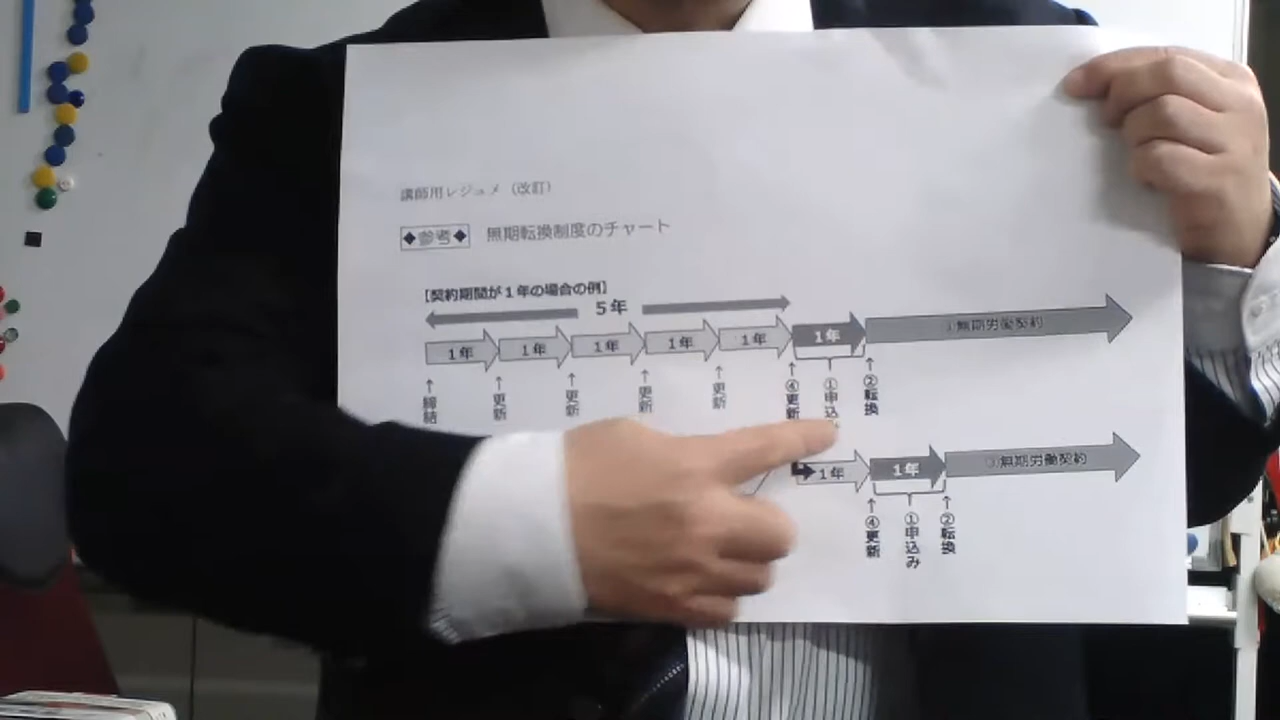 講師用レジュメ（改訂）
◆参考◆ 無期転換制度のチャート
【契約期間が１年の場合の例】
５年
１年 １年 １年 １年 １年 １年 無期労働契約
↑締結 ↑更新 ↑更新 ↑更新 ↑更新 ↑④更新 ①申込 ↑②転換
１年 １年 無期労働契約
↑④更新 ①申込み ↑②転換